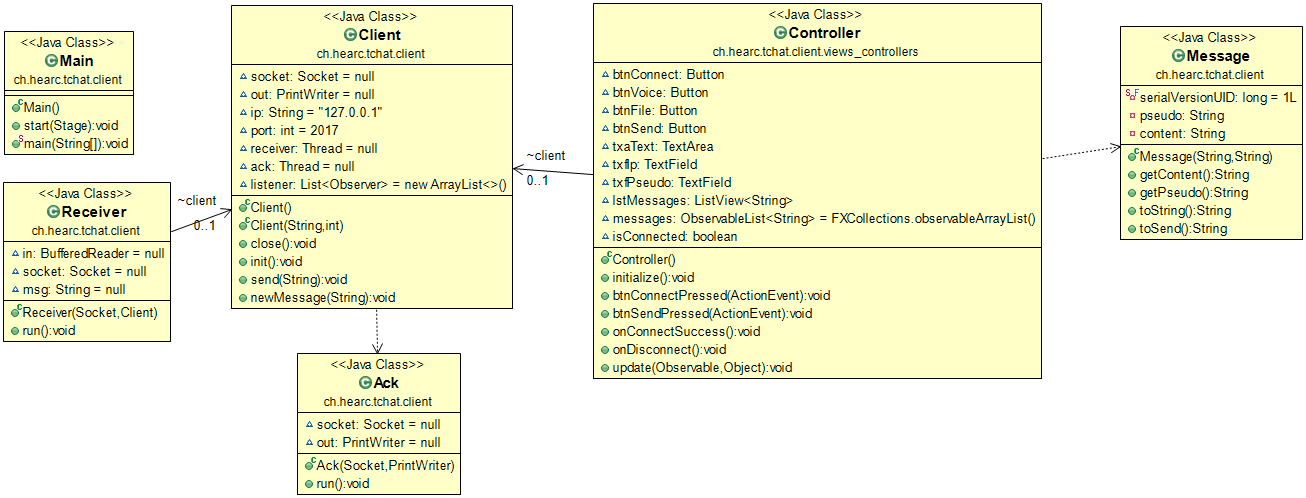 <<Java Class>>
Main
ch.hearc.tchat.client
Main()
start(Stage):void
main(String[]):void
<<Java Class>>
Receiver
ch.hearc.tchat.client
in: BufferedReader = null
socket: Socket = null
msg: String = null
Receiver(Socket,Client)
run():void
~client
0..1
<<Java Class>>
Client
ch.hearc.tchat.client
socket: Socket = null
out: PrintWriter = null
ip: String = "127.0.0.1"
port: int = 2017
receiver: Thread = null
ack: Thread = null
listener: List<Observer> = new ArrayList<>()
Client()
Client(String,int)
close():void
init():void
send(String):void
newMessage(String):void
<<Java Class>>
Ack
ch.hearc.tchat.client
socket: Socket = null
out: PrintWriter = null
Ack(Socket,PrintWriter)
run():void
~client
0..1
<<Java Class>>
Controller
ch.hearc.tchat.client.views_controllers
btnConnect: Button
btnVoice: Button
btnFile: Button
btnSend: Button
txaText: TextArea
txfIp: TextField
txfPseudo: TextField
lstMessages: ListView<String>
messages: ObservableList<String> = FXCollections.observableArrayList()
isConnected: boolean
Controller()
initialize():void
btnConnectPressed(ActionEvent):void
btnSendPressed(ActionEvent):void
onConnectSuccess():void
onDisconnect():void
update(Observable,Object):void
<<Java Class>>
Message
ch.hearc.tchat.client
serialVersionUID: long = 1L
pseudo: String
content: String
Message(String,String)
getContent():String
getPseudo():String
toString():String
toSend():String